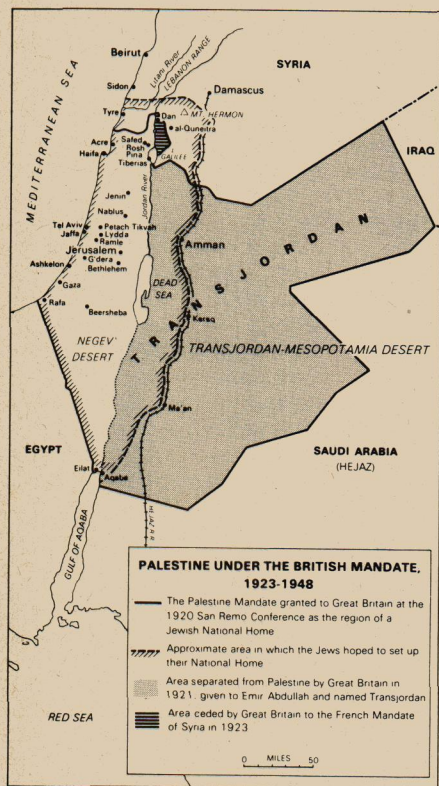 Beirut
Litani River
LEBANON RANGE
SYRIA
MEDITERRANEAN SEA
Sidon
Damascus
Tyre
Dan
MT. HERMON
al-Quneitra
Acre
Safed
Rosh
Pina
GALILEE
Haifa
Tiberias
IRAQ
Jenin
Jordan River
Nablus
Tel Aviv
Petach Tikvah
Jaffa
Lydda
Ramle
Amman
TRANSJORDAN
Jerusalem
G'dera
Ashkelon
Bethlehem
Gaza
DEAD
SEA
Rafa
Beersheba
Keraq
NEGEV
DESERT
TRANSJORDAN-MESOPOTAMIA DESERT
Ma'an
EGYPT
SAUDI ARABIA
(HEJAZ)
Eilat
Aqaba
HEJAZ R.R.
GULF OF AQABA
RED SEA
PALESTINE UNDER THE BRITISH MANDATE,
1923-1948
The Palestine Mandate granted to Great Britain at the
1920 San Remo Conference as the region of a
Jewish National Home
Approximate area in which the Jews hoped to set up
their National Home
Area separated from Palestine by Great Britain in
1921, given to Emir Abdullah and named Transjordan
Area ceded by Great Britain to the French Mandate
of Syria in 1923
0 MILES 50